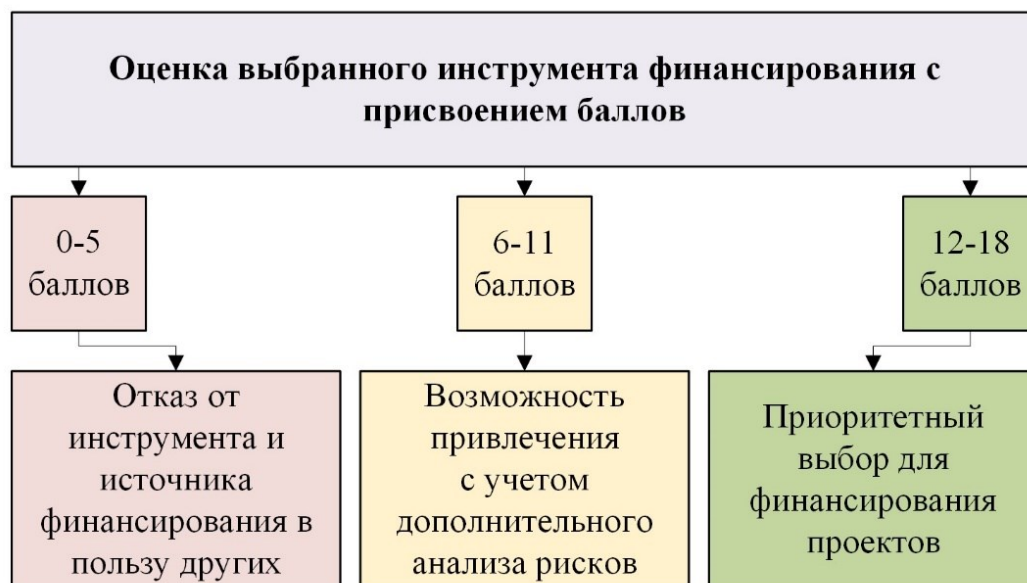 Оценка выбранного инструмента финансирования с
присвоением баллов
0-5
баллов
6-11
баллов
12-18
баллов
Отказ от
инструмента и
источника
финансирования в
пользу других
Возможность
привлечения
с учетом
дополнительного
анализа рисков
Приоритетный
выбор для
финансирования
проектов